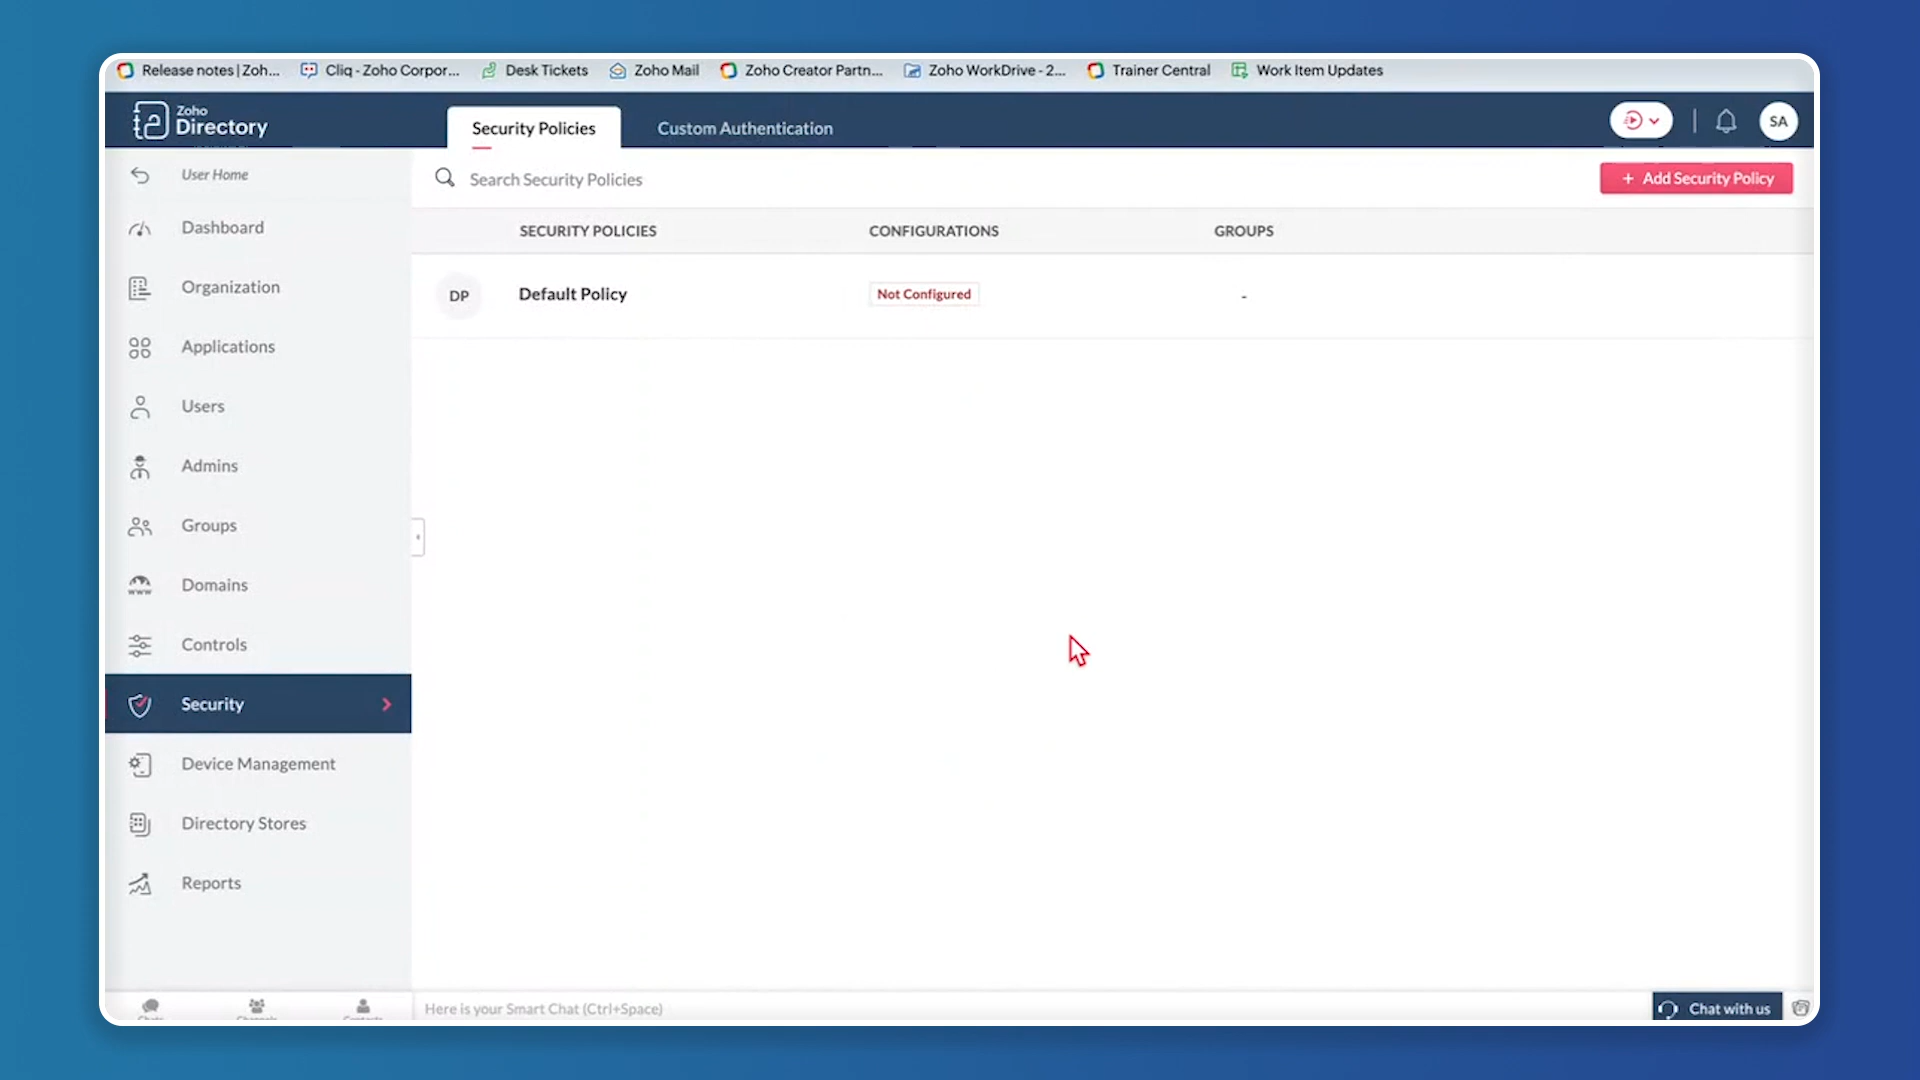 Release notes | Zoh...
Cliq - Zoho Corpor...
Desk Tickets
Zoho Mail
Zoho Creator Partn...
Zoho WorkDrive - 2...
Trainer Central
Work Item Updates
Zoho
Directory
Security Policies
Custom Authentication
SA
User Home
Dashboard
Organization
Applications
Users
Admins
Groups
Domains
Controls
Security
Device Management
Directory Stores
Reports
Search Security Policies
+ Add Security Policy
SECURITY POLICIES
CONFIGURATIONS
GROUPS
DP
Default Policy
Not Configured
-
Here is your Smart Chat (Ctrl+Space)
Chat with us